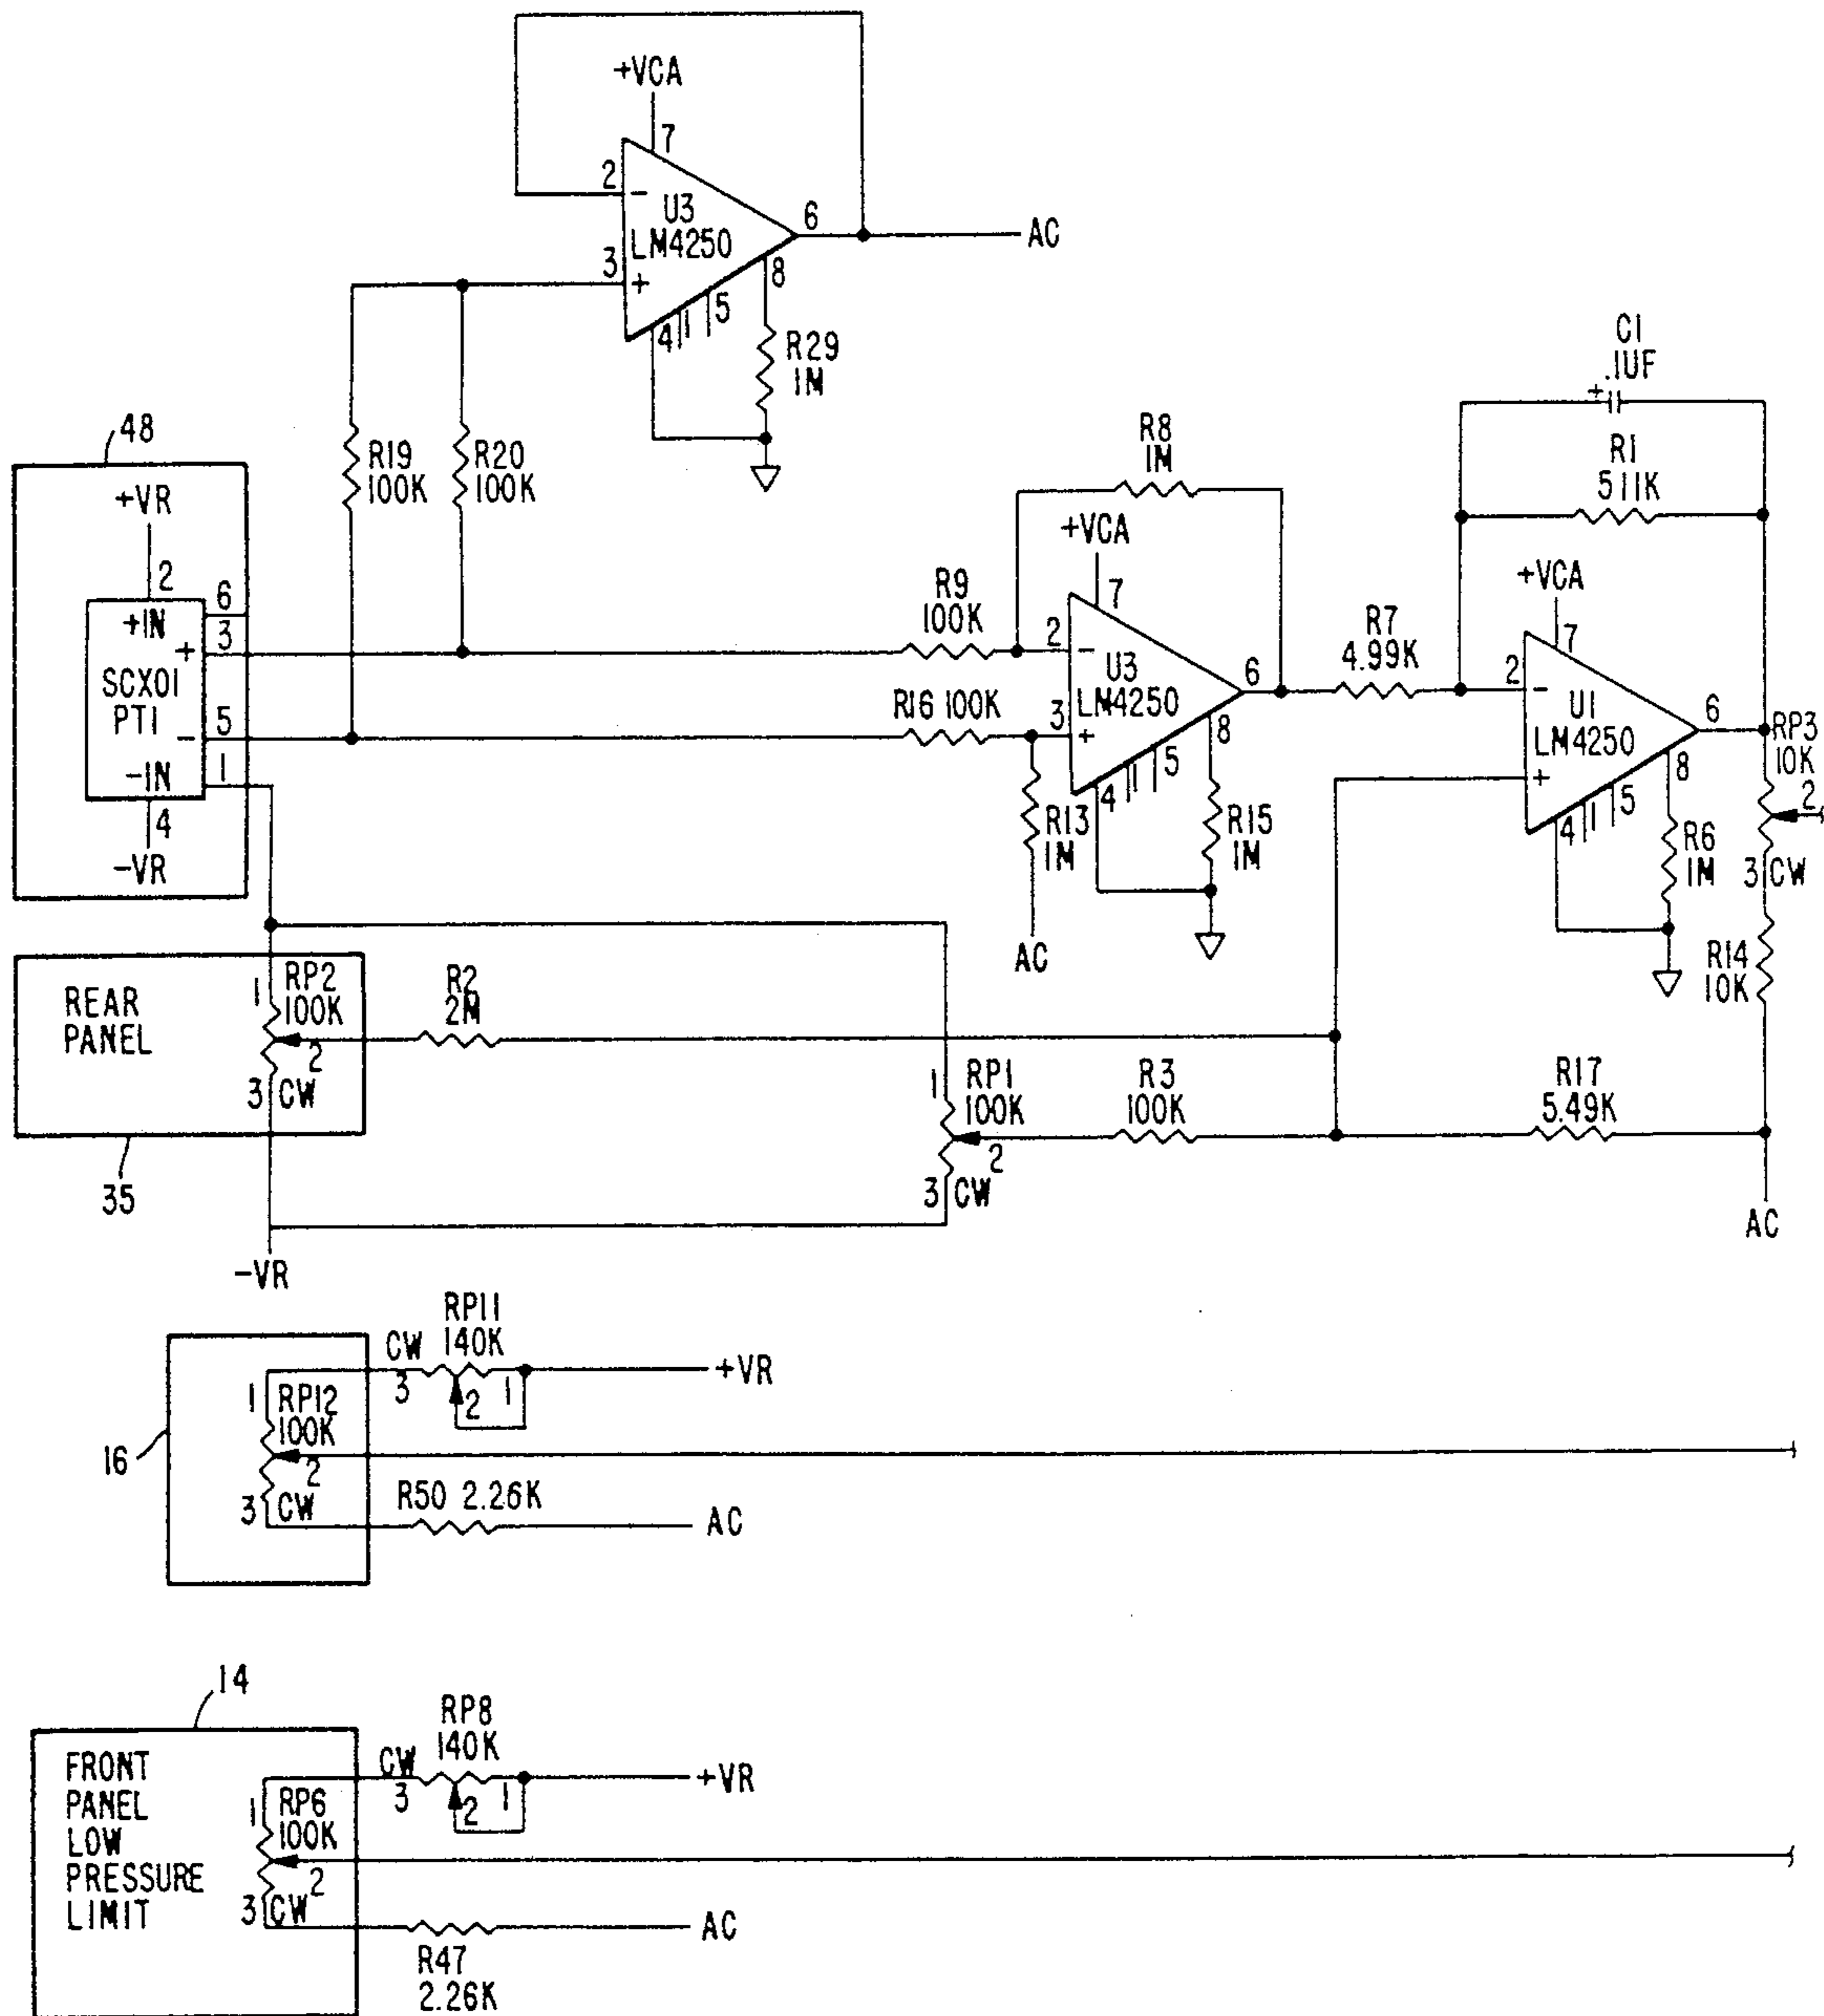 +VCA
7
2
−
U3
LM4250
6
AC
3
+
8
5
1
4
R29
1M
C1
.1UF
+
48
R19
100K
R20
100K
R8
1M
R1
511K
+VR
2
+IN
6
3
+
SCX01
PT1
5
−
1
−IN
4
−VR
R9
100K
+VCA
7
2
−
U3
LM4250
6
R16 100K
3
+
8
5
1
4
R13
1M
R15
1M
AC
R7
4.99K
+VCA
7
2
−
U1
LM4250
6
+
8
5
1
4
R6
1M
RP3
10K
2
3 CW
R14
10K
REAR
PANEL
1
RP2
100K
2
3 CW
R2
2M
35
1
RP1
100K
2
3 CW
R3
100K
R17
5.49K
AC
−VR
RP11
140K
CW
3
2
1
+VR
16
1
RP12
100K
2
3 CW
R50 2.26K
AC
14
FRONT
PANEL
LOW
PRESSURE
LIMIT
RP8
140K
CW
3
2
1
+VR
1
RP6
100K
2
3 CW
AC
R47
2.26K